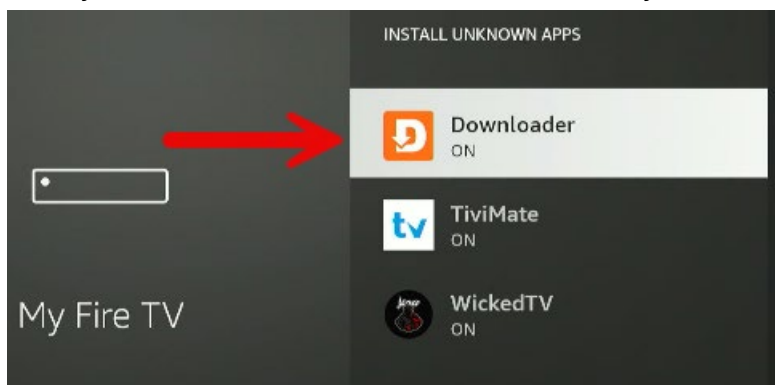 INSTALL UNKNOWN APPS
Downloader
ON
tv
TiviMate
ON
WickedTV
ON
My Fire TV